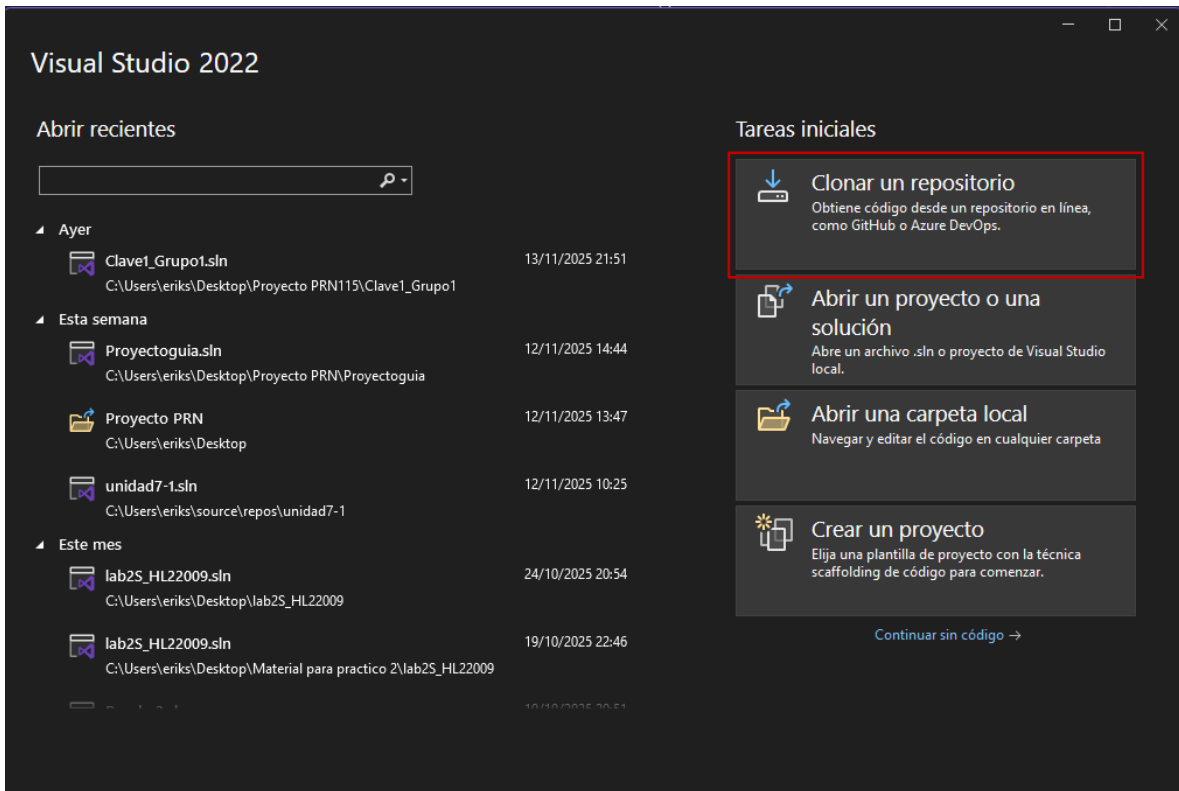 Visual Studio 2022
Abrir recientes
Ayer
Clave1_Grupo1.sln
13/11/2025 21:51
C:\Users\eriks\Desktop\Proyecto PRN115\Clave1_Grupo1
Esta semana
Proyectoguia.sln
12/11/2025 14:44
C:\Users\eriks\Desktop\Proyecto PRN\Proyectoguia
Proyecto PRN
12/11/2025 13:47
C:\Users\eriks\Desktop
unidad7-1.sln
12/11/2025 10:25
C:\Users\eriks\source\repos\unidad7-1
Este mes
lab2S_HL22009.sln
24/10/2025 20:54
C:\Users\eriks\Desktop\lab2S_HL22009
lab2S_HL22009.sln
19/10/2025 22:46
C:\Users\eriks\Desktop\Material para practico 2\lab2S_HL22009
Tareas iniciales
Clonar un repositorio
Obtiene código desde un repositorio en línea,
como GitHub o Azure DevOps.
Abrir un proyecto o una
solución
Abre un archivo .sln o proyecto de Visual Studio
local.
Abrir una carpeta local
Navegar y editar el código en cualquier carpeta
Crear un proyecto
Elija una plantilla de proyecto con la técnica
scaffolding de código para comenzar.
Continuar sin código →